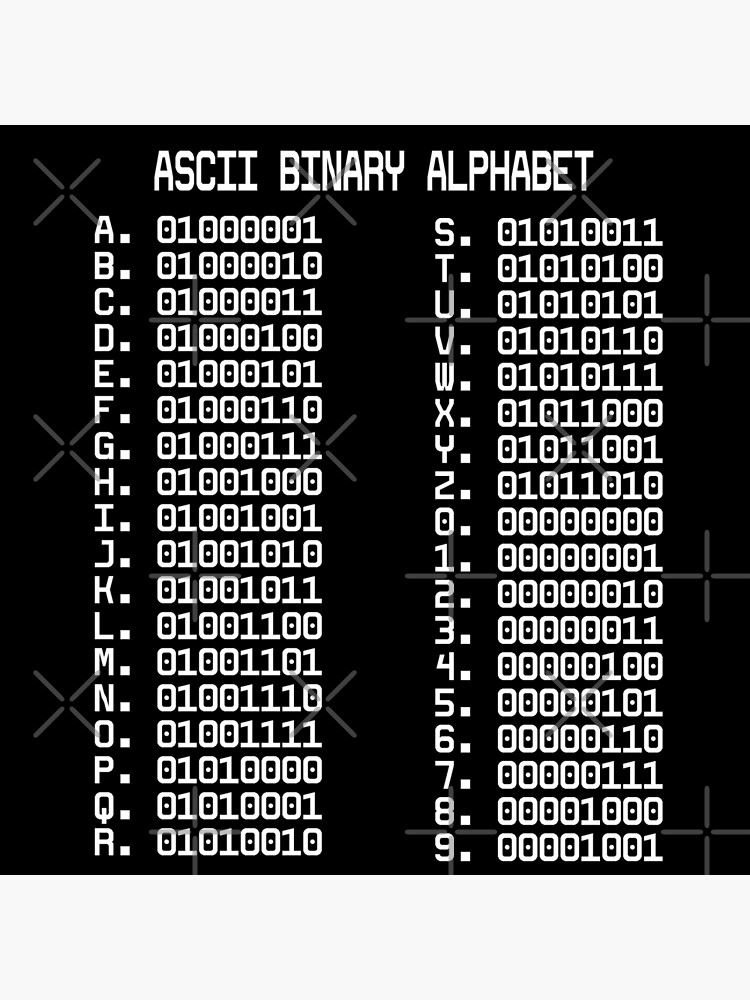 ASCII BINARY ALPHABET
A. 01000001
B. 01000010
C. 01000011
D. 01000100
E. 01000101
F. 01000110
G. 01000111
H. 01001000
I. 01001001
J. 01001010
K. 01001011
L. 01001100
M. 01001101
N. 01001110
O. 01001111
P. 01010000
Q. 01010001
R. 01010010
S. 01010011
T. 01010100
U. 01010101
V. 01010110
W. 01010111
X. 01011000
Y. 01011001
Z. 01011010
0. 00000000
1. 00000001
2. 00000010
3. 00000011
4. 00000100
5. 00000101
6. 00000110
7. 00000111
8. 00001000
9. 00001001